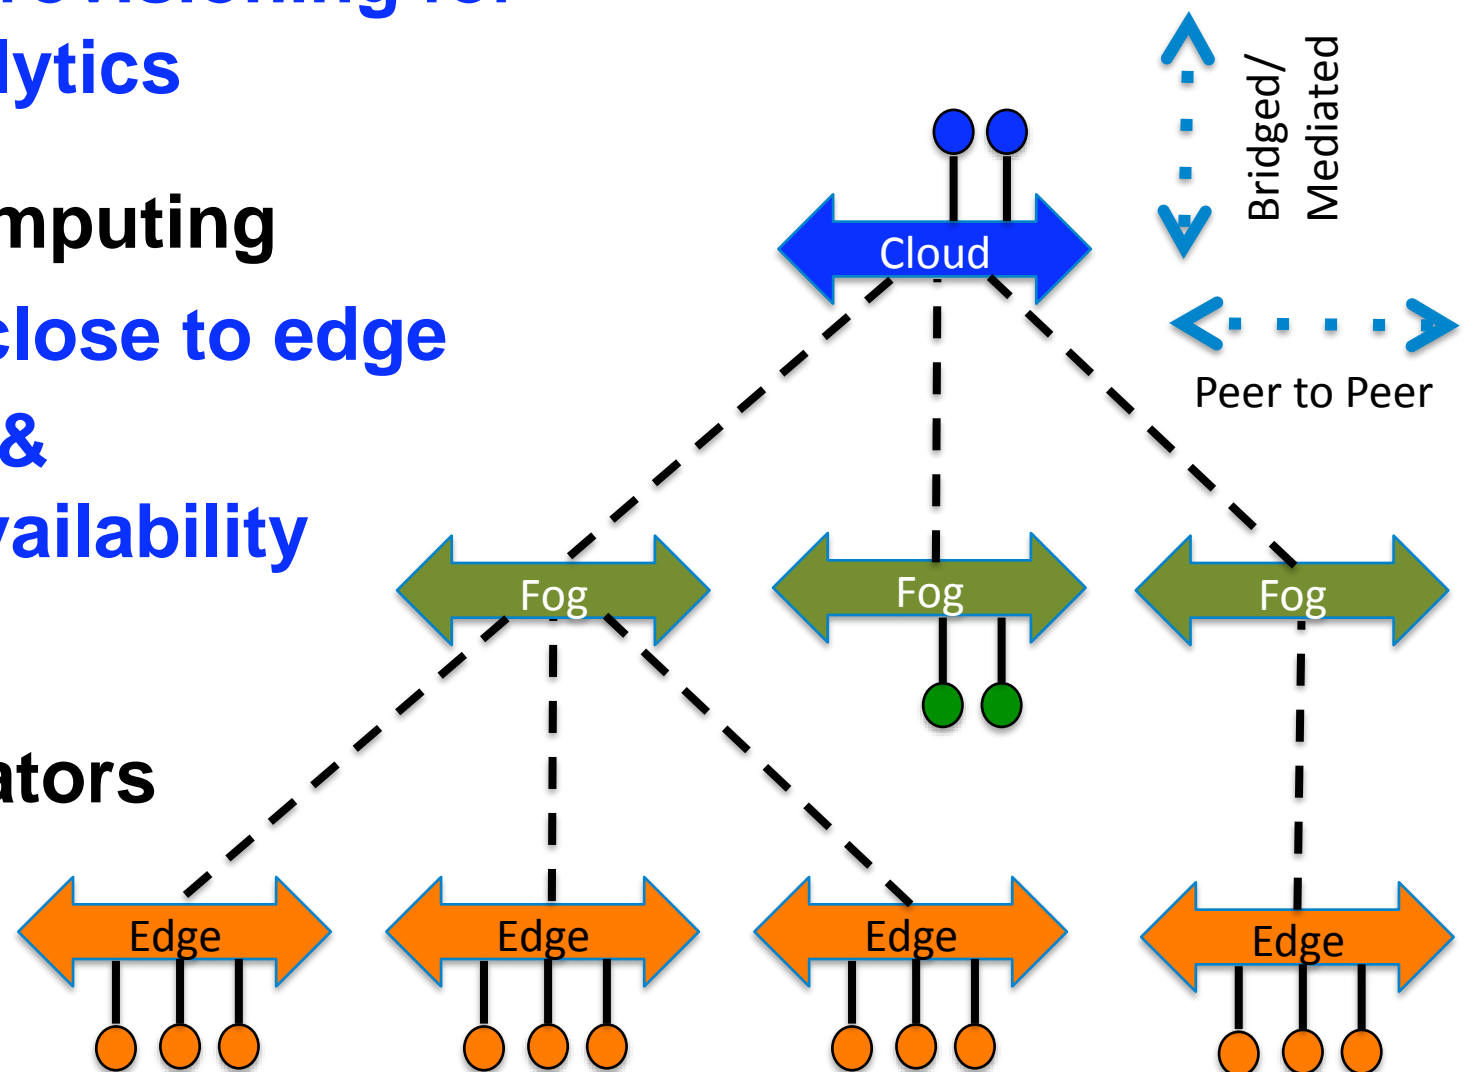 lytics
mputing
close to edge
&
vailability
ators
Bridged/
Mediated
Peer to Peer
Cloud
Fog
Fog
Fog
Edge
Edge
Edge
Edge